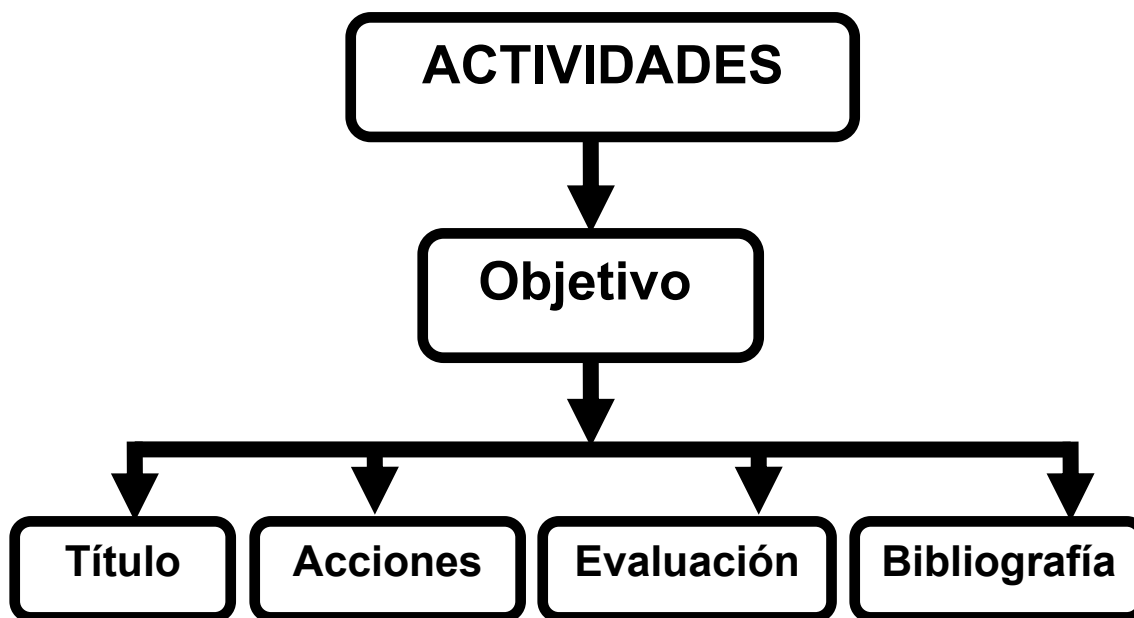 ACTIVIDADES
Objetivo
Título
Acciones
Evaluación
Bibliografía